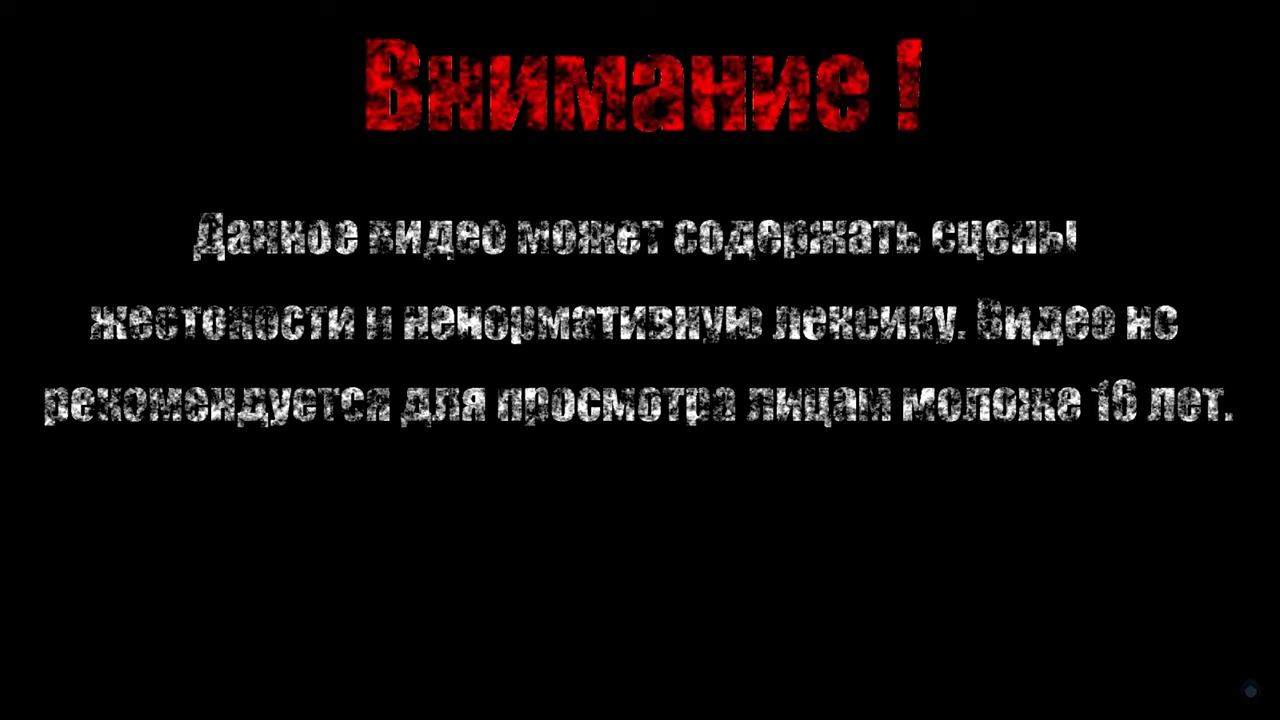 Внимание !
Данное видео может содержать сцены
жестокости и ненормативную лексику. Видео не
рекомендуется для просмотра лицам моложе 16 лет.